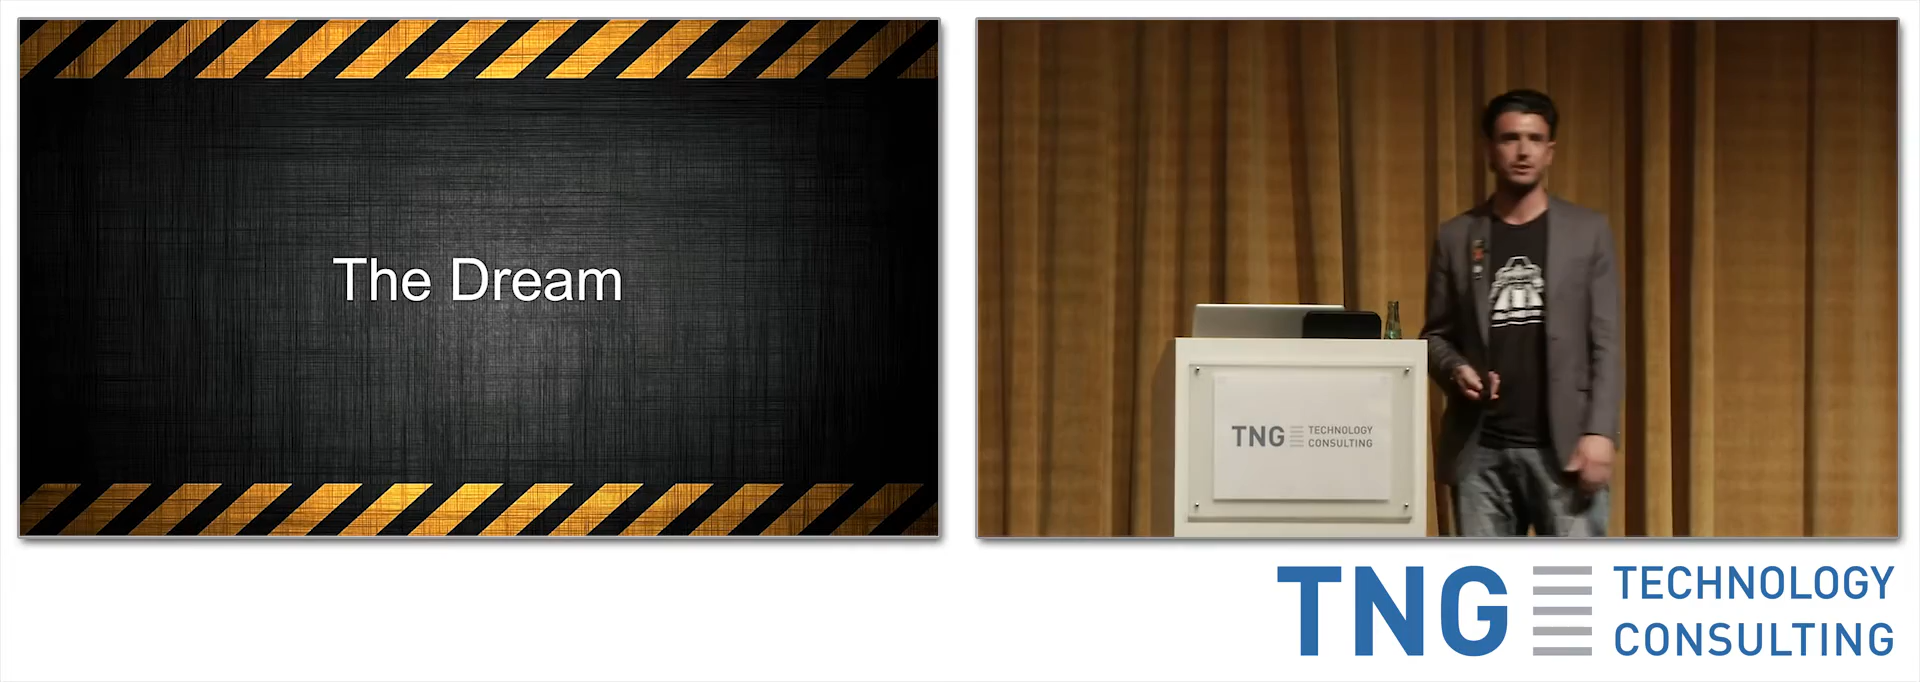 The Dream
TNG TECHNOLOGY
CONSULTING
TNG TECHNOLOGY
CONSULTING